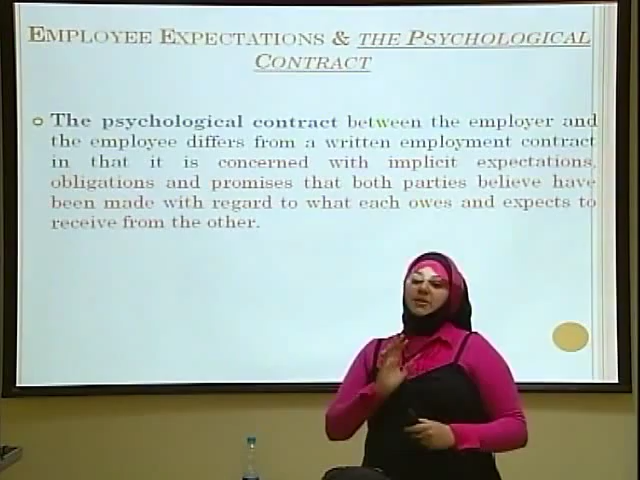 EMPLOYEE EXPECTATIONS & THE PSYCHOLOGICAL
CONTRACT
The psychological contract between the employer and
the employee differs from a written employment contract
in that it is concerned with implicit expectations,
obligations and promises that both parties believe have
been made with regard to what each owes and expects to
receive from the other.